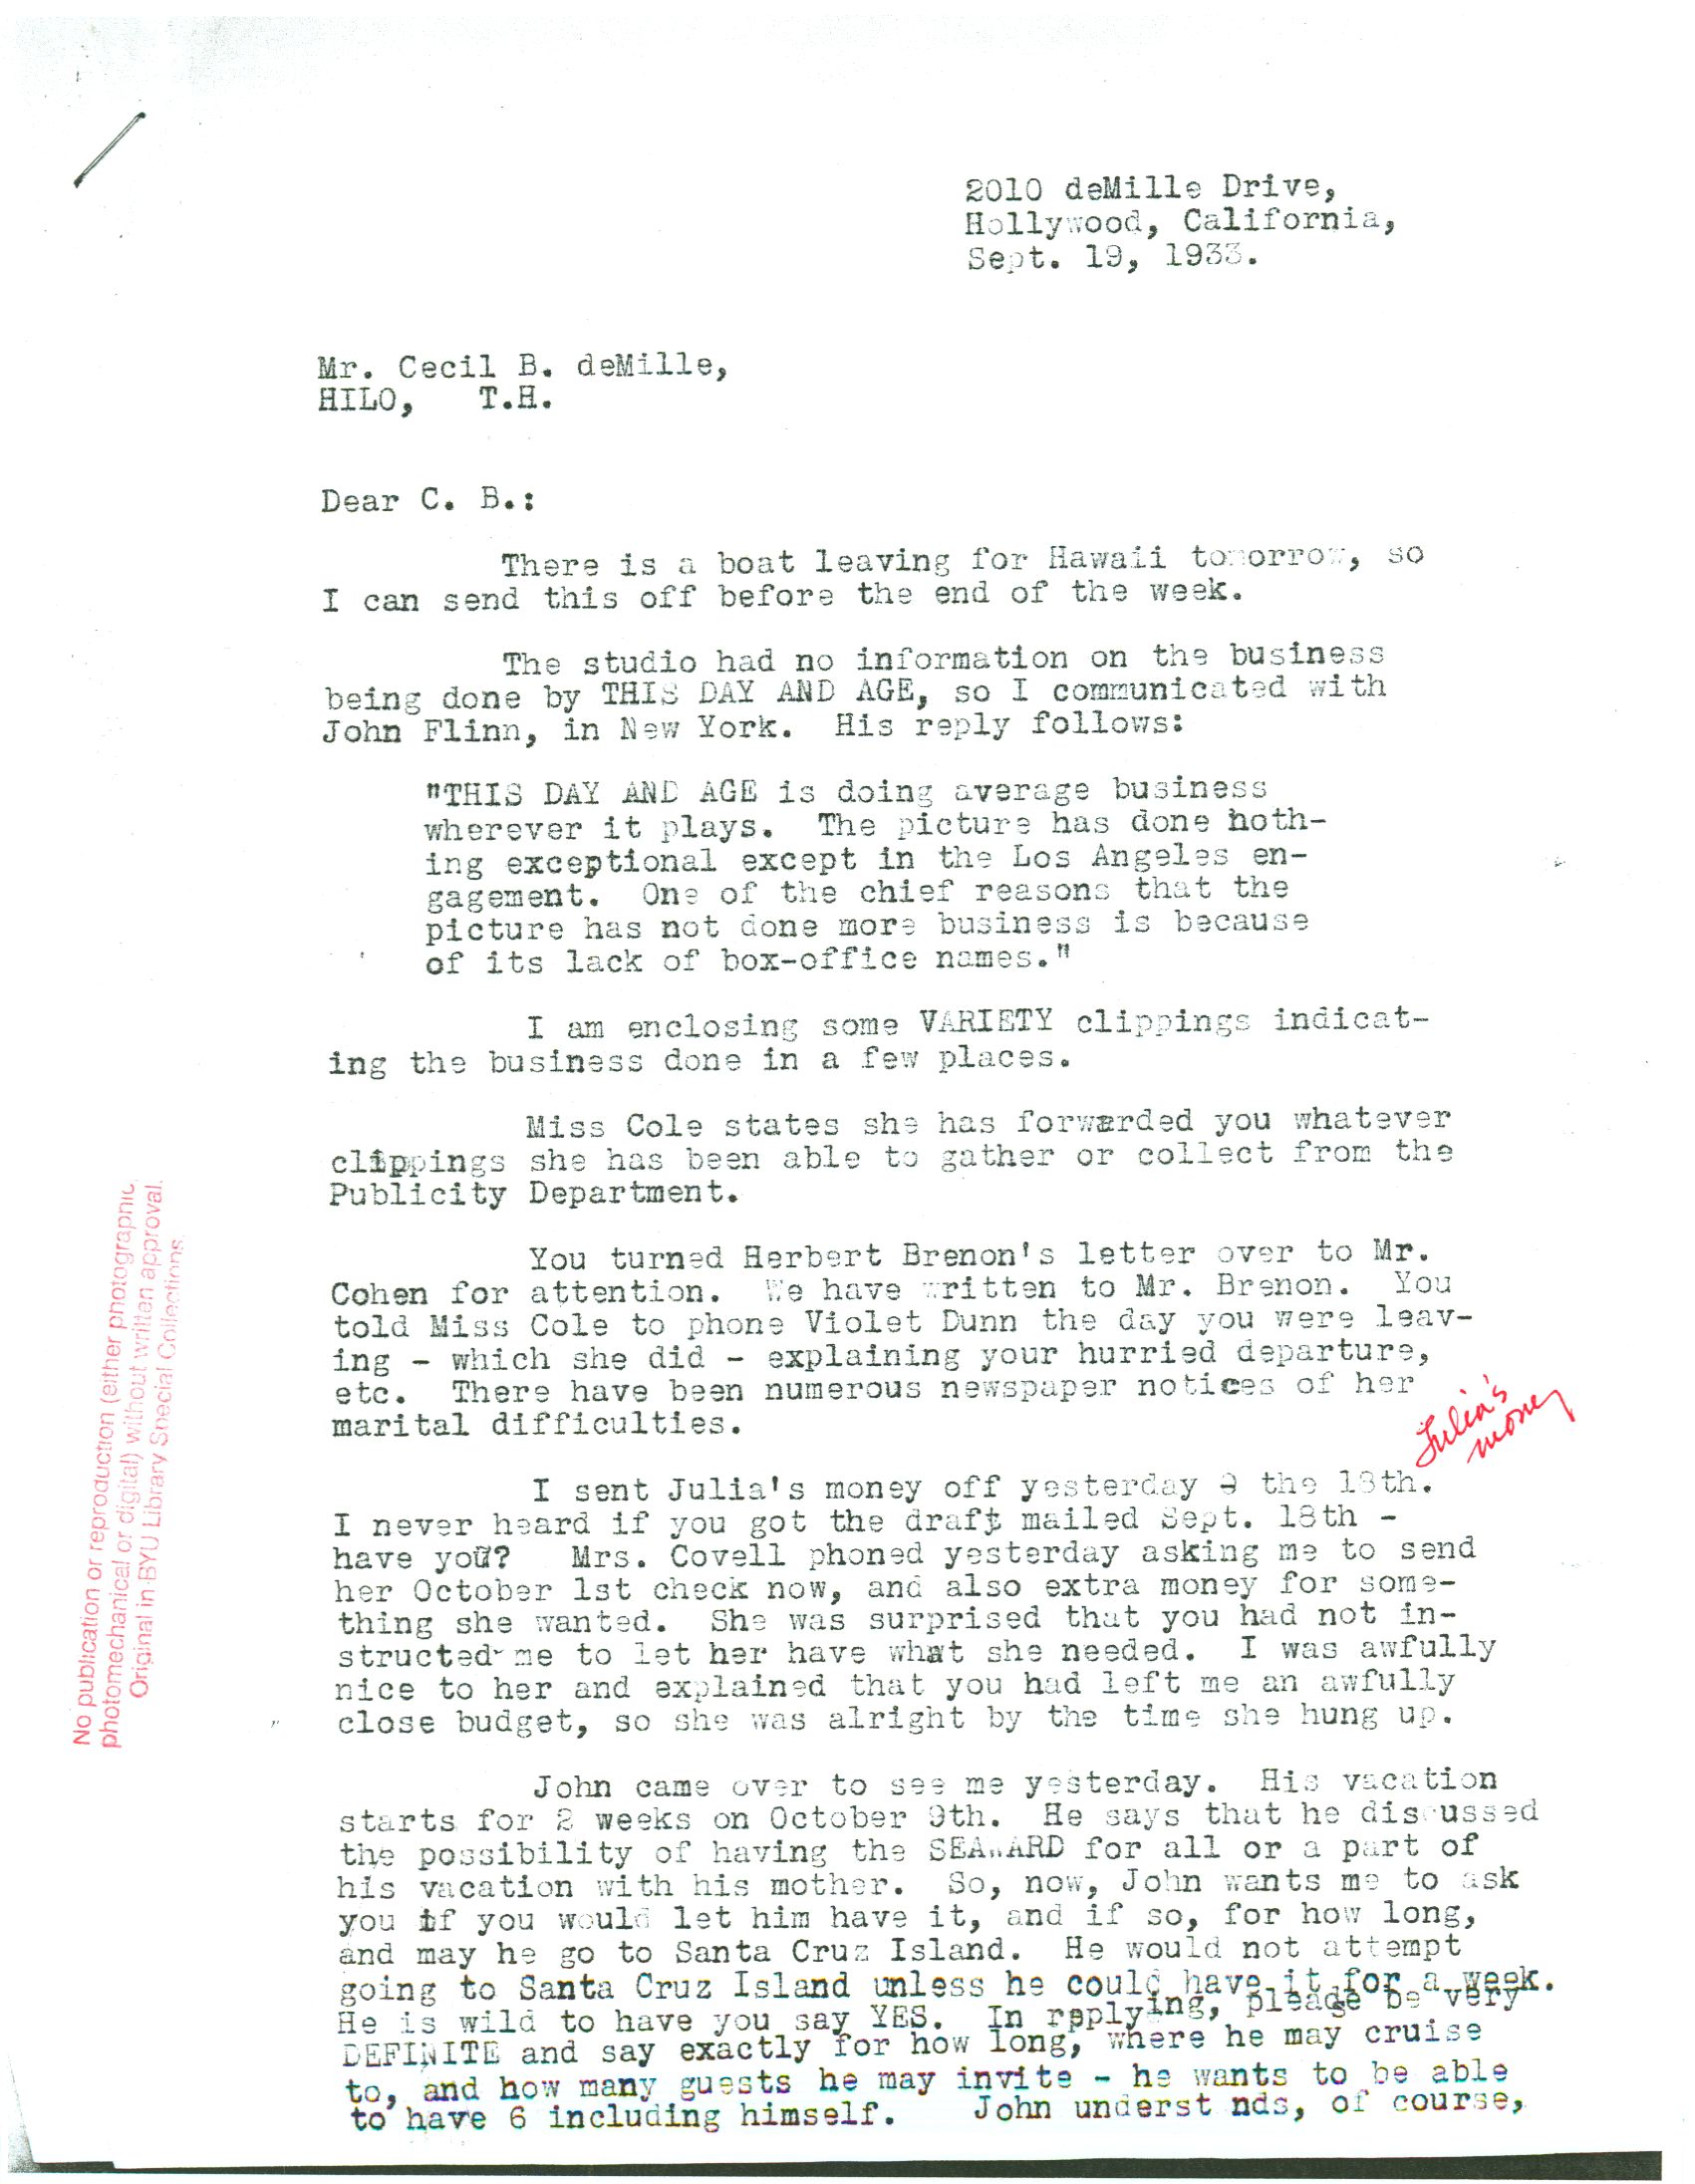 2010 deMille Drive,
Hollywood, California,
Sept. 19, 1933.
Mr. Cecil B. deMille,
HILO, T.H.
Dear C. B.:
There is a boat leaving for Hawaii tomorrow, so
I can send this off before the end of the week.
The studio had no information on the business
being done by THIS DAY AND AGE, so I communicated with
John Flinn, in New York. His reply follows:
"THIS DAY AND AGE is doing average business
wherever it plays. The picture has done hoth-
ing exceptional except in the Los Angeles en-
gagement. One of the chief reasons that the
picture has not done more business is because
of its lack of box-office names."
I am enclosing some VARIETY clippings indicat-
ing the business done in a few places.
Miss Cole states she has forwarded you whatever
clippings she has been able to gather or collect from the
Publicity Department.
You turned Herbert Brenon's letter over to Mr.
Cohen for attention. We have written to Mr. Brenon. You
told Miss Cole to phone Violet Dunn the day you were leav-
ing - which she did - explaining your hurried departure,
etc. There have been numerous newspaper notices of her
marital difficulties.
Julia's
money
I sent Julia's money off yesterday the 18th.
I never heard if you got the draft mailed Sept. 18th -
have you? Mrs. Covell phoned yesterday asking me to send
her October 1st check now, and also extra money for some-
thing she wanted. She was surprised that you had not in-
structed me to let her have what she needed. I was awfully
nice to her and explained that you had left me an awfully
close budget, so she was alright by the time she hung up.
John came over to see me yesterday. His vacation
starts for 2 weeks on October 9th. He says that he discussed
the possibility of having the SEAWARD for all or a part of
his vacation with his mother. So, now, John wants me to ask
you if you would let him have it, and if so, for how long,
and may he go to Santa Cruz Island. He would not attempt
going to Santa Cruz Island unless he could have it for a week.
He is wild to have you say YES. In replying, please be very
DEFINITE and say exactly for how long, where he may cruise
to, and how many guests he may invite - he wants to be able
to have 6 including himself. John understands, of course,
No publication or reproduction (either photographic,
photomechanical or digital) without written approval.
Original in BYU Library Special Collections.